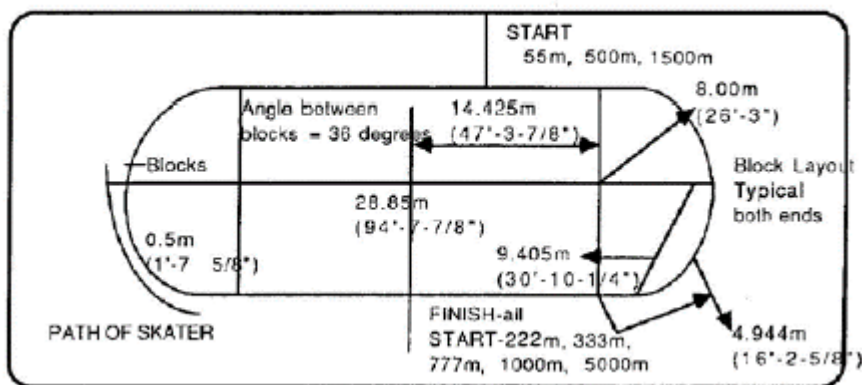 START
55m, 500m, 1500m
8.00m
(26'-3")
Angle between
blocks = 36 degrees
14.425m
(47'-3-7/8")
Blocks
Block Layout
Typical
both ends
28.85m
(94'-7-7/8")
0.5m
(1'-7 5/8")
9.405m
(30'-10-1/4")
FINISH-all
START-222m, 333m,
777m, 1000m, 5000m
PATH OF SKATER
4.944m
(16'-2-5/8")